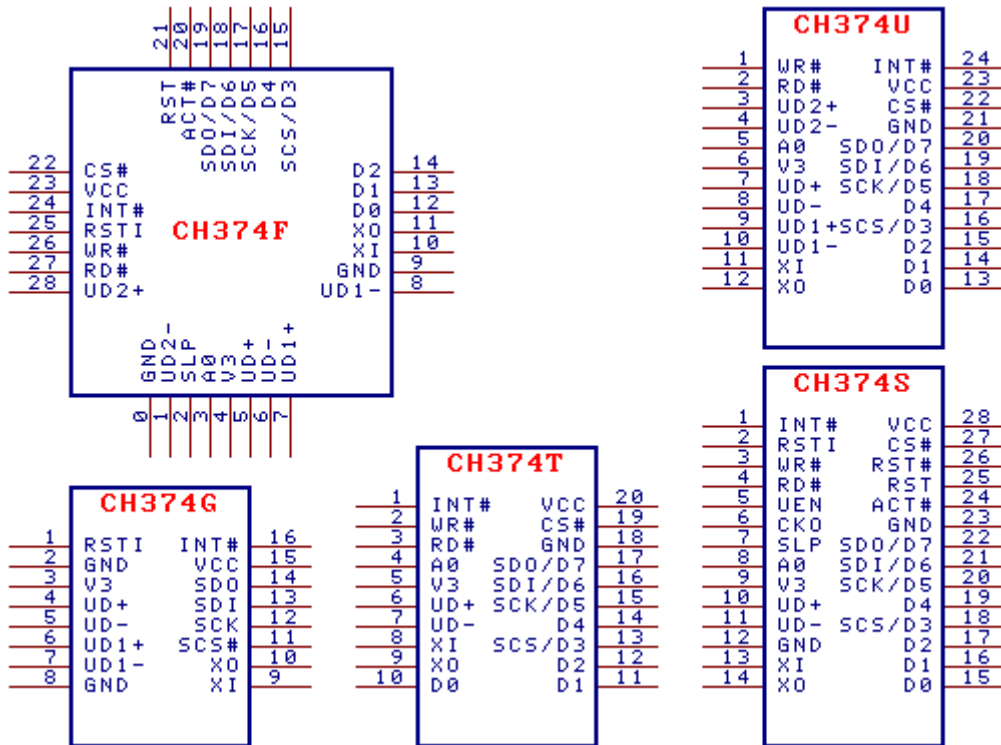 CH374F
21 20 19 18 17 16 15
RST ACT# SDO/D7 SDI/D6 SCK/D5 D4 SCS/D3
22 CS# D2 14
23 VCC D1 13
24 INT# D0 12
25 RSTI XO 11
26 WR# XI 10
27 RD# GND 9
28 UD2+ UD1- 8
GND UD2- SLP A0 V3 UD+ UD- UD1+
0 1 2 3 4 5 6 7
CH374U
1 WR# INT# 24
2 RD# VCC 23
3 UD2+ CS# 22
4 UD2- GND 21
5 A0 SDO/D7 20
6 V3 SDI/D6 19
7 UD+ SCK/D5 18
8 UD- D4 17
9 UD1+ SCS/D3 16
10 UD1- D2 15
11 XI D1 14
12 XO D0 13
CH374G
1 RSTI INT# 16
2 GND VCC 15
3 V3 SDO 14
4 UD+ SDI 13
5 UD- SCK 12
6 UD1+ SCS# 11
7 UD1- XO 10
8 GND XI 9
CH374T
1 INT# VCC 20
2 WR# CS# 19
3 RD# GND 18
4 A0 SDO/D7 17
5 V3 SDI/D6 16
6 UD+ SCK/D5 15
7 UD- D4 14
8 XI SCS/D3 13
9 XO D2 12
10 D0 D1 11
CH374S
1 INT# VCC 28
2 RSTI CS# 27
3 WR# RST# 26
4 RD# RST 25
5 UEN ACT# 24
6 CKO GND 23
7 SLP SDO/D7 22
8 A0 SDI/D6 21
9 V3 SCK/D5 20
10 UD+ D4 19
11 UD- SCS/D3 18
12 GND D2 17
13 XI D1 16
14 XO D0 15